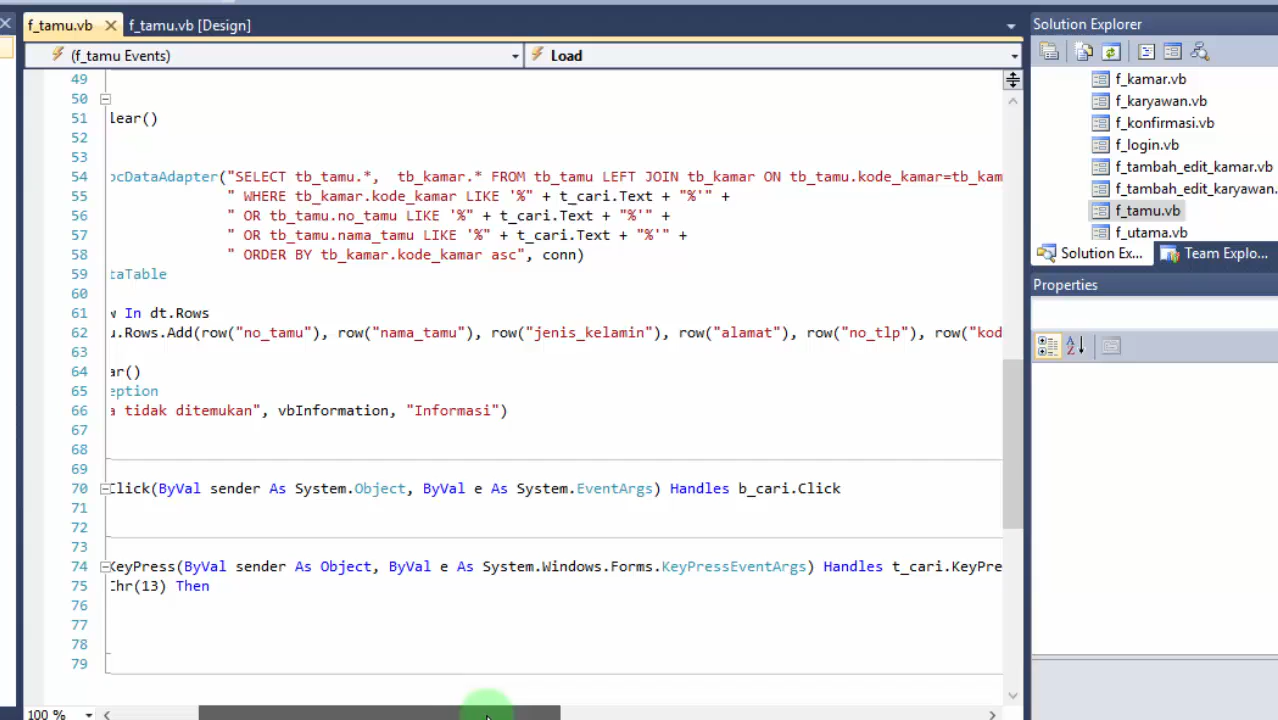 f_tamu.vb
f_tamu.vb [Design]
(f_tamu Events)
Load
49
50
51 lear()
52
53
54 ocDataAdapter("SELECT tb_tamu.*, tb_kamar.* FROM tb_tamu LEFT JOIN tb_kamar ON tb_tamu.kode_kamar=tb_kam
55 " WHERE tb_kamar.kode_kamar LIKE '%" + t_cari.Text + "%'" +
56 " OR tb_tamu.no_tamu LIKE '%" + t_cari.Text + "%'" +
57 " OR tb_tamu.nama_tamu LIKE '%" + t_cari.Text + "%'" +
58 " ORDER BY tb_kamar.kode_kamar asc", conn)
59 taTable
60
61 w In dt.Rows
62 u.Rows.Add(row("no_tamu"), row("nama_tamu"), row("jenis_kelamin"), row("alamat"), row("no_tlp"), row("kod
63
64 ar()
65 eption
66 a tidak ditemukan", vbInformation, "Informasi")
67
68
69
70 Click(ByVal sender As System.Object, ByVal e As System.EventArgs) Handles b_cari.Click
71
72
73
74 KeyPress(ByVal sender As Object, ByVal e As System.Windows.Forms.KeyPressEventArgs) Handles t_cari.KeyPre
75 Chr(13) Then
76
77
78
79
100 %
Solution Explorer
f_kamar.vb
f_karyawan.vb
f_konfirmasi.vb
f_login.vb
f_tambah_edit_kamar.vb
f_tambah_edit_karyawan.
f_tamu.vb
f_utama.vb
Solution Ex...
Team Explo...
Properties